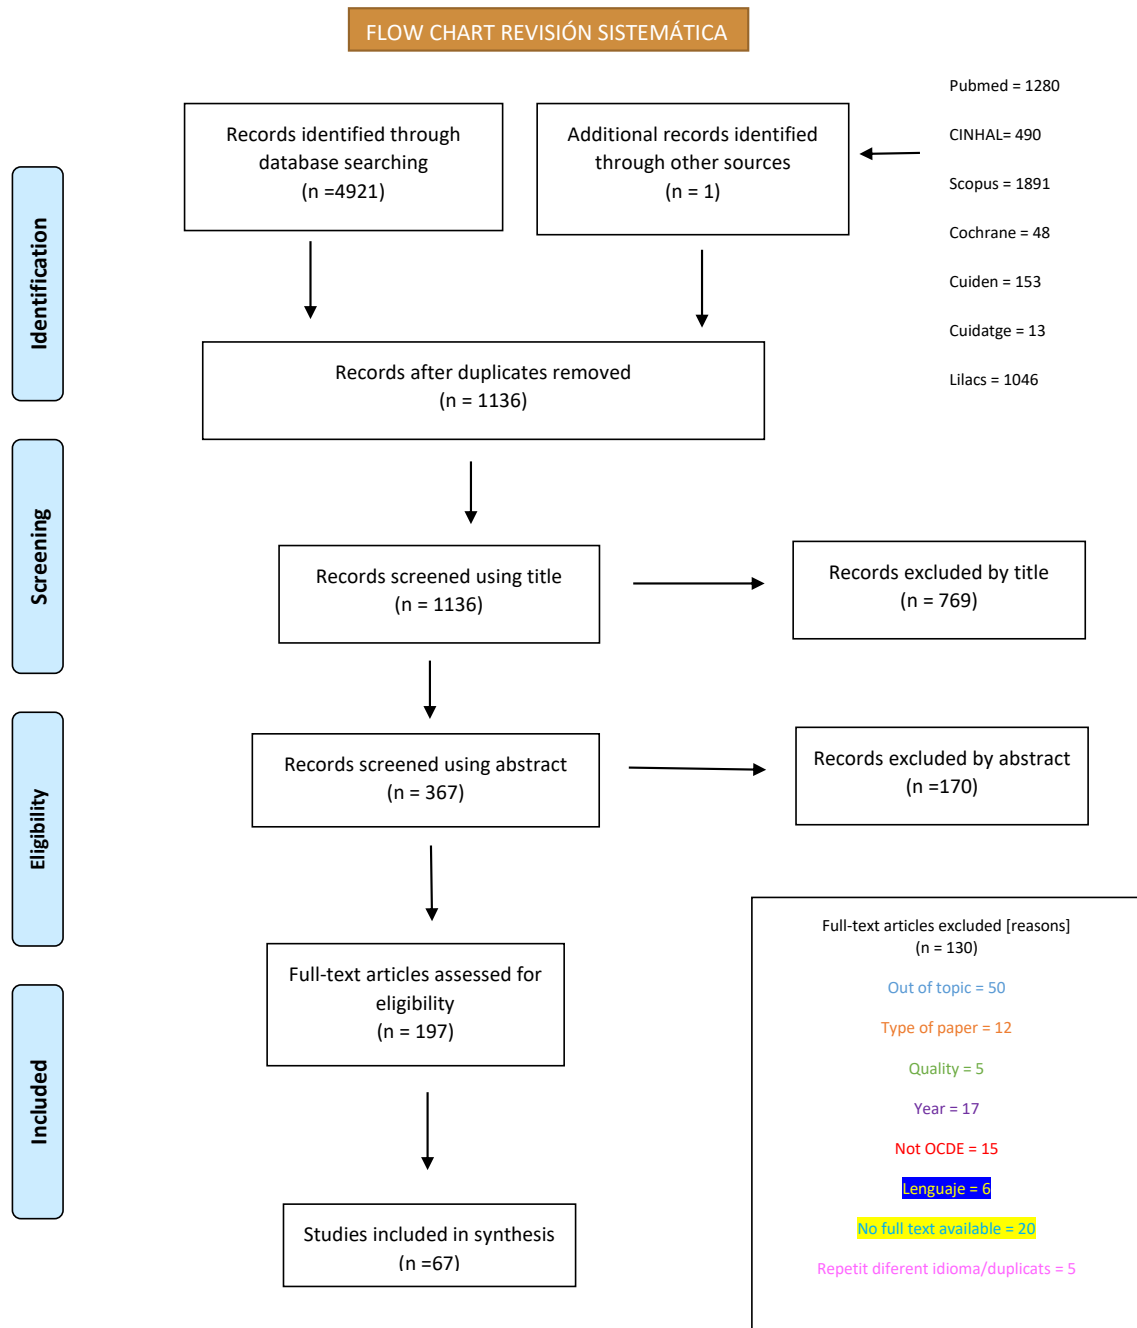 FLOW CHART REVISIÓN SISTEMÁTICA
Records identified through
database searching
(n =4921)
Additional records identified
through other sources
(n = 1)
Pubmed = 1280
CINHAL= 490
Scopus = 1891
Cochrane = 48
Cuiden = 153
Cuidatge = 13
Lilacs = 1046
Identification
Records after duplicates removed
(n = 1136)
Screening
Records screened using title
(n = 1136)
Records excluded by title
(n = 769)
Eligibility
Records screened using abstract
(n = 367)
Records excluded by abstract
(n =170)
Full-text articles assessed for
eligibility
(n = 197)
Full-text articles excluded [reasons]
(n = 130)
Out of topic = 50
Type of paper = 12
Quality = 5
Year = 17
Not OCDE = 15
Lenguaje = 6
No full text available = 20
Repetit diferent idioma/duplicats = 5
Included
Studies included in synthesis
(n =67)